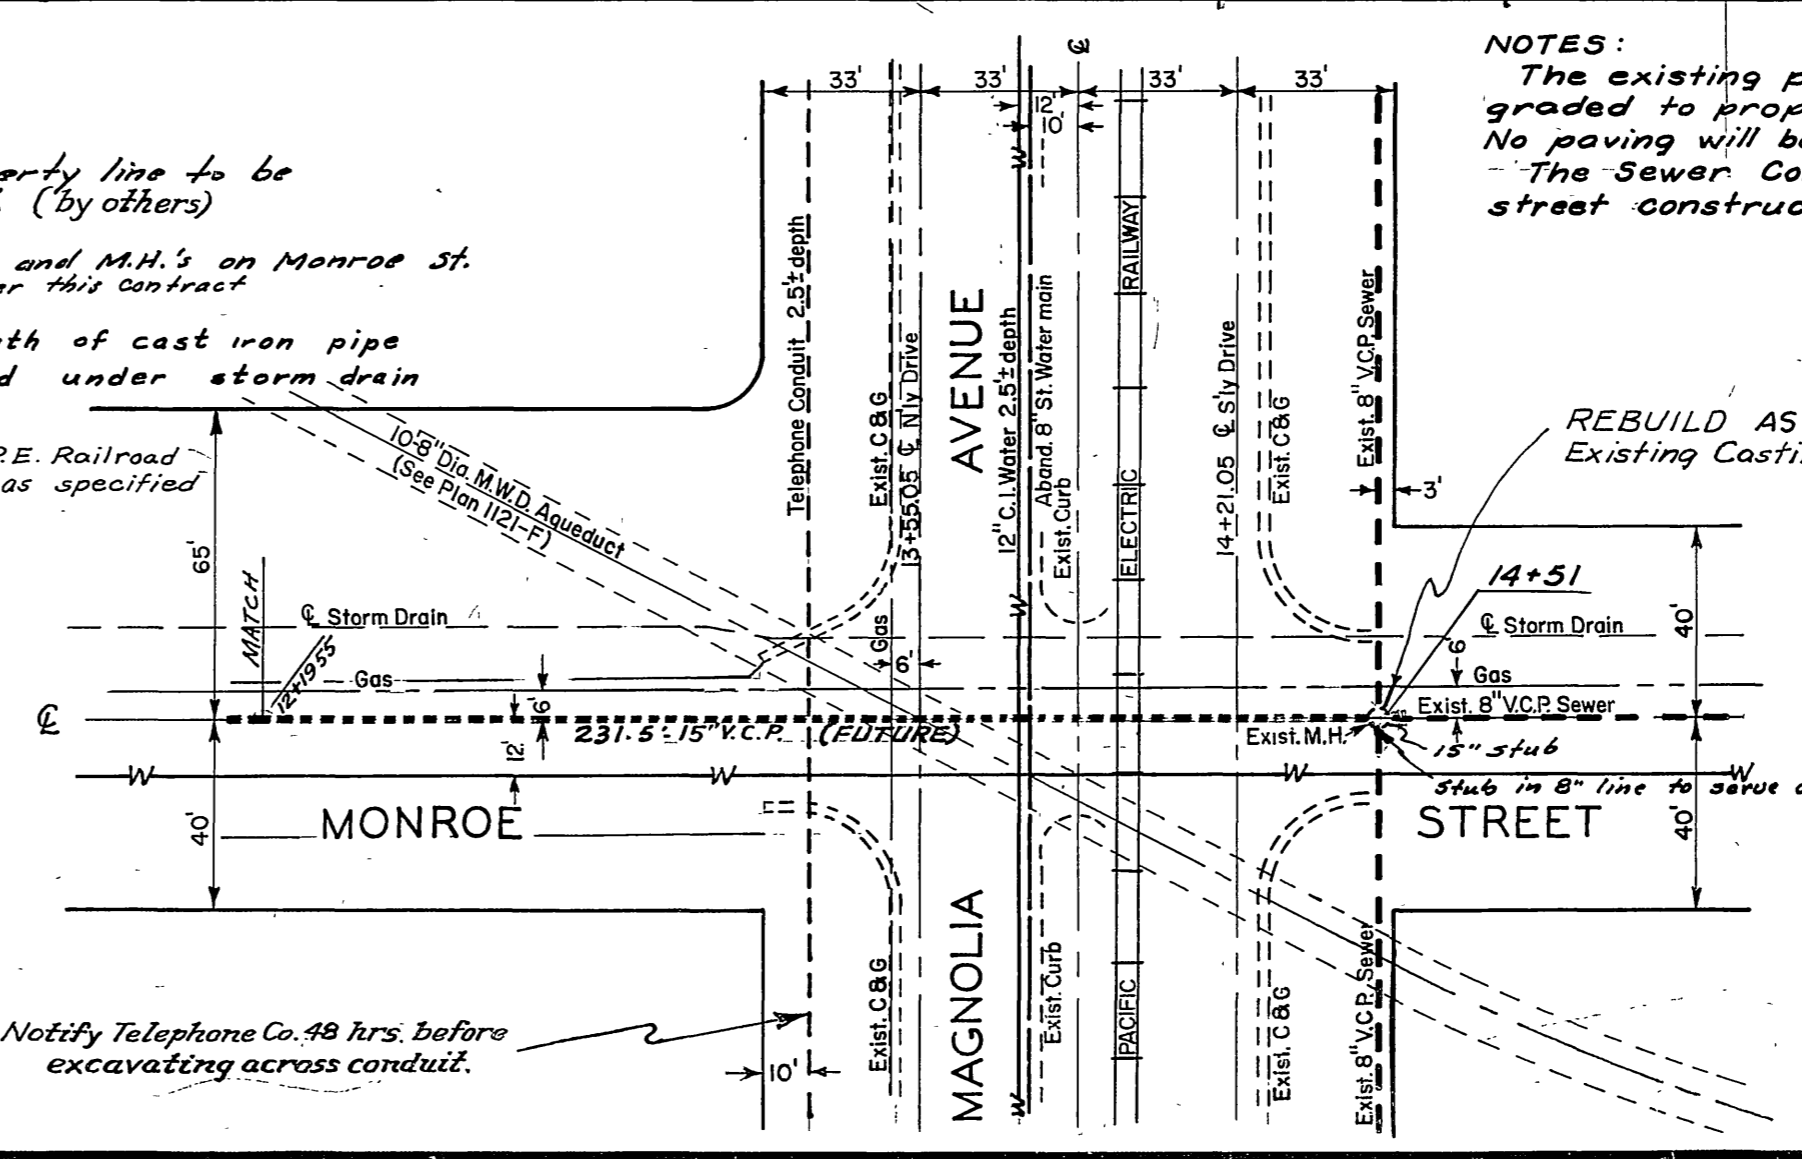 NOTES:
The existing p
graded to prop
No paving will b
The Sewer Co
street construc
erty line to be
(by others)
and M.H.'s on Monroe St.
er this contract
th of cast iron pipe
d under storm drain
P.E. Railroad
as specified
33'
33'
33'
33'
℄
12'
10'
Telephone Conduit 2.5'± depth
Exist. C&G
13+55.05 ℄ N'ly Drive
AVENUE
12" C.I. Water 2.5'± depth
Aband. 8" St. Water main
Exist. Curb
RAILWAY
ELECTRIC
14+21.05 ℄ S'ly Drive
Exist. C&G
Exist. 8" V.C.P. Sewer
3'
REBUILD AS
Existing Casti
10'-8" Dia. M.W.D. Aqueduct
(See Plan 1121-F)
65'
MATCH
12+19.55
℄ Storm Drain
Gas
Gas
6'
W
W
14+51
℄ Storm Drain
6'
Gas
Exist. 8" V.C.P. Sewer
40'
℄
6'
12'
231.5'-15" V.C.P. (FUTURE)
Exist. M.H.
15" stub
Stub in 8" line to serve
W
W
W
W
MONROE
STREET
40'
40'
MAGNOLIA
Exist. C&G
Exist. Curb
PACIFIC
Exist. C&G
Exist. 8" V.C.P. Sewer
W
Notify Telephone Co. 48 hrs. before
excavating across conduit.
10'